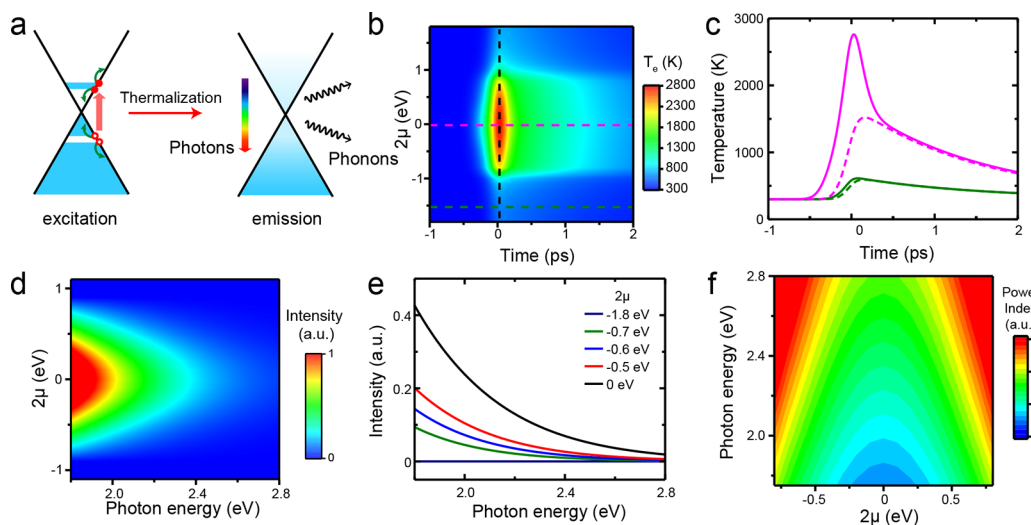 a
Thermalization
Photons
Phonons
excitation
emission
b
2μ (eV)
1
0
-1
-1
0
1
2
Time (ps)
Te (K)
2800
2300
1800
1300
800
300
c
Temperature (K)
3000
2000
1000
0
-1
0
1
2
Time (ps)
d
2μ (eV)
1
0
-1
2.0
2.4
2.8
Photon energy (eV)
Intensity
(a.u.)
1
0
e
Intensity (a.u.)
0.4
0.2
0
2.0
2.4
2.8
Photon energy (eV)
2μ
-1.8 eV
-0.7 eV
-0.6 eV
-0.5 eV
0 eV
f
Photon energy (eV)
2.8
2.4
2.0
-0.5
0
0.5
2μ (eV)
Powe
Inde
(a.u.